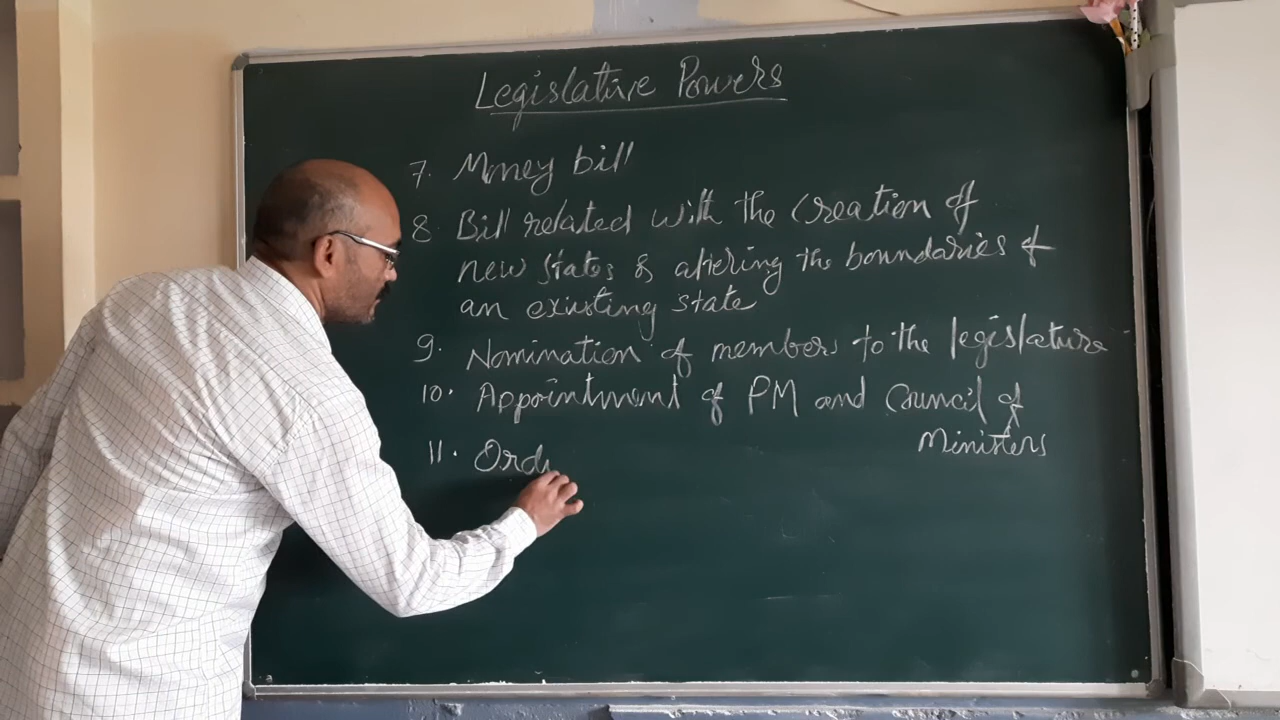 Legislative Powers
7. Money bill
8. Bill related with the Creation of
new states & altering the boundaries of
an existing state
9. Nomination of members to the legislature
10. Appointment of PM and Council of
Ministers
11. Ord